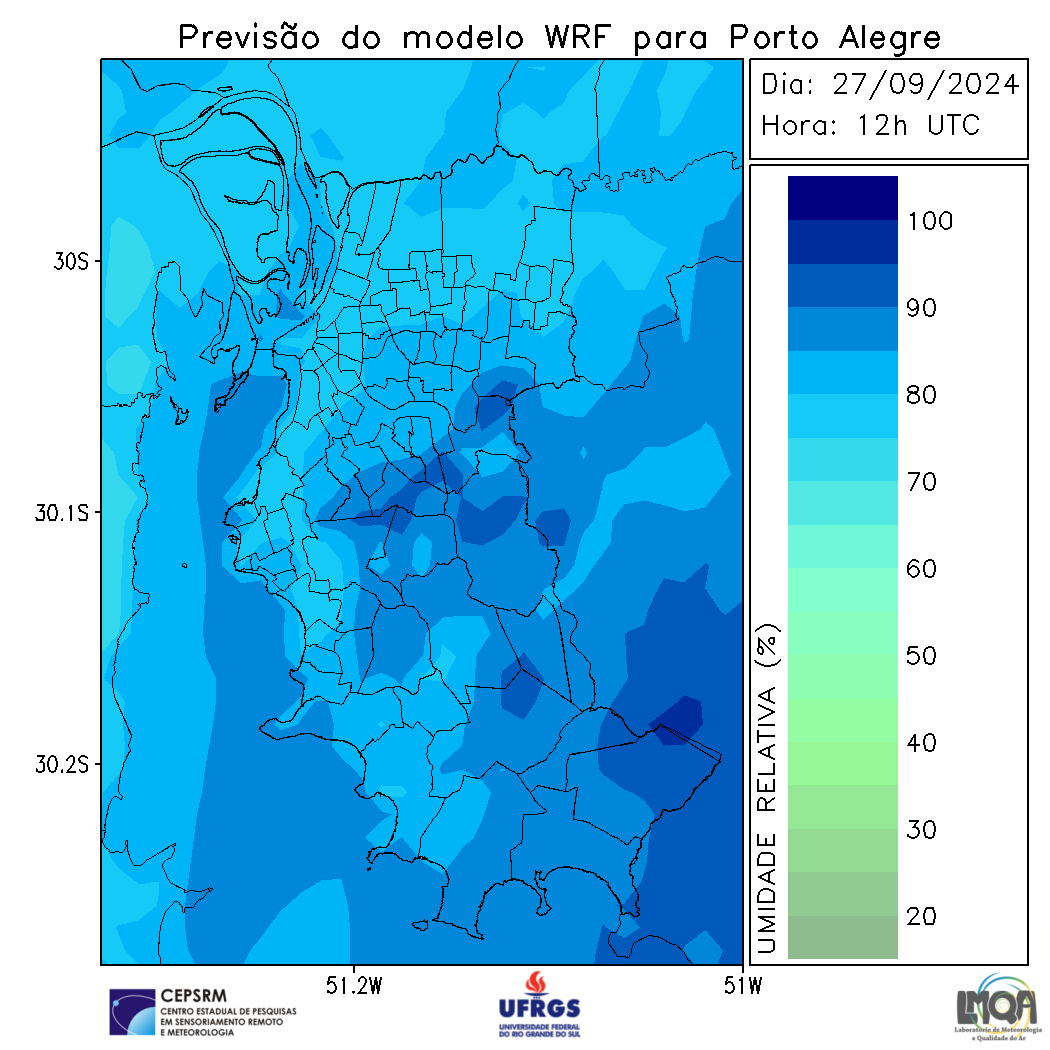 Previsão do modelo WRF para Porto Alegre
Dia: 27/09/2024
Hora: 12h UTC
30S
30.1S
30.2S
51.2W
51W
UMIDADE RELATIVA (%)
100
90
80
70
60
50
40
30
20
CEPSRM
CENTRO ESTADUAL DE PESQUISAS
EM SENSORIAMENTO REMOTO
E METEOROLOGIA
UFRGS
UNIVERSIDADE FEDERAL
DO RIO GRANDE DO SUL
LMQA
Laboratório de Meteorologia
e Qualidade do Ar